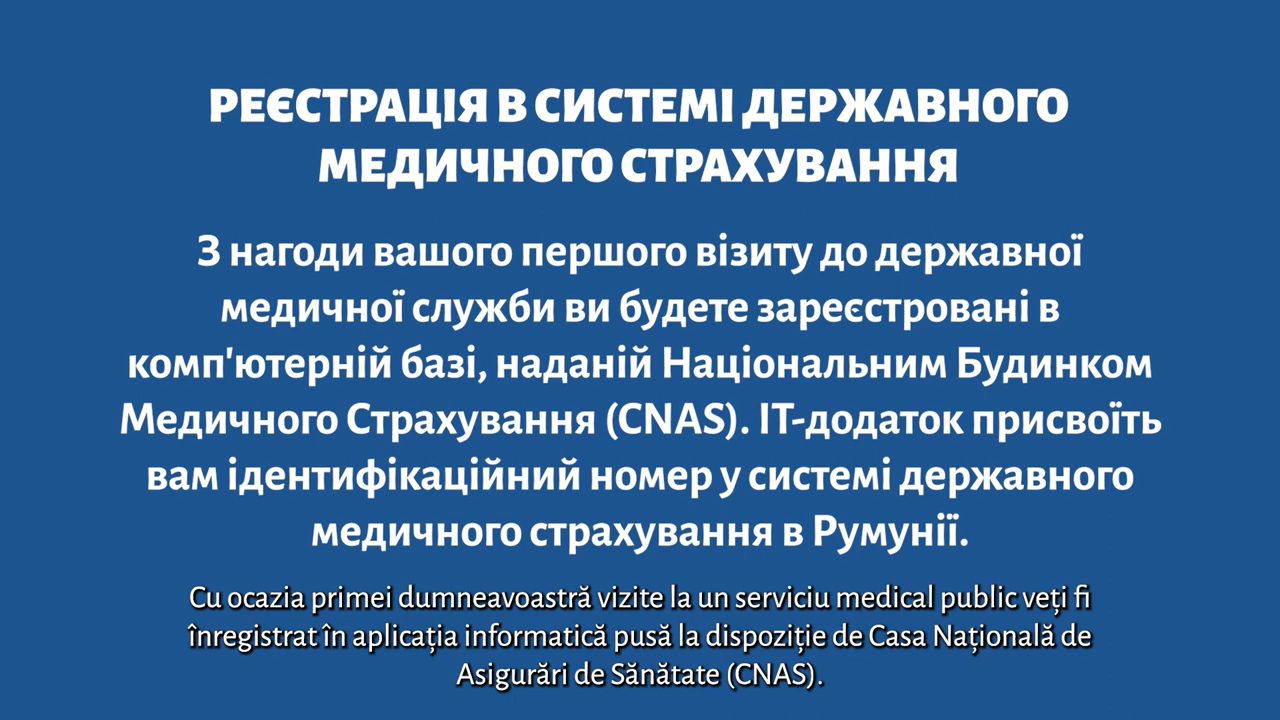 РЕЄСТРАЦІЯ В СИСТЕМІ ДЕРЖАВНОГО
МЕДИЧНОГО СТРАХУВАННЯ
З нагоди вашого першого візиту до державної
медичної служби ви будете зареєстровані в
комп'ютерній базі, наданій Національним Будинком
Медичного Страхування (CNAS). ІТ-додаток присвоїть
вам ідентифікаційний номер у системі державного
медичного страхування в Румунії.
Cu ocazia primei dumneavoastră vizite la un serviciu medical public veți fi
înregistrat în aplicația informatică pusă la dispoziție de Casa Națională de
Asigurări de Sănătate (CNAS).